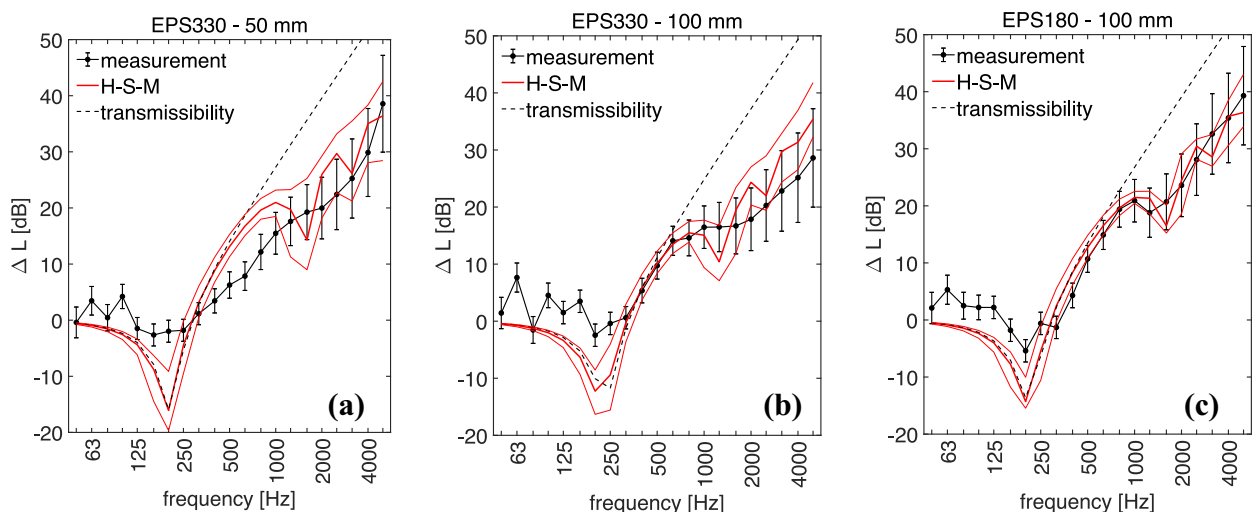 EPS330 - 50 mm
50
40
30
20
10
0
-10
-20
Δ L [dB]
measurement
H-S-M
transmissibility
(a)
63
125
250
500
1000
2000
4000
frequency [Hz]
EPS330 - 100 mm
50
40
30
20
10
0
-10
-20
Δ L [dB]
measurement
H-S-M
transmissibility
(b)
63
125
250
500
1000
2000
4000
frequency [Hz]
EPS180 - 100 mm
50
40
30
20
10
0
-10
-20
Δ L [dB]
measurement
H-S-M
transmissibility
(c)
63
125
250
500
1000
2000
4000
frequency [Hz]